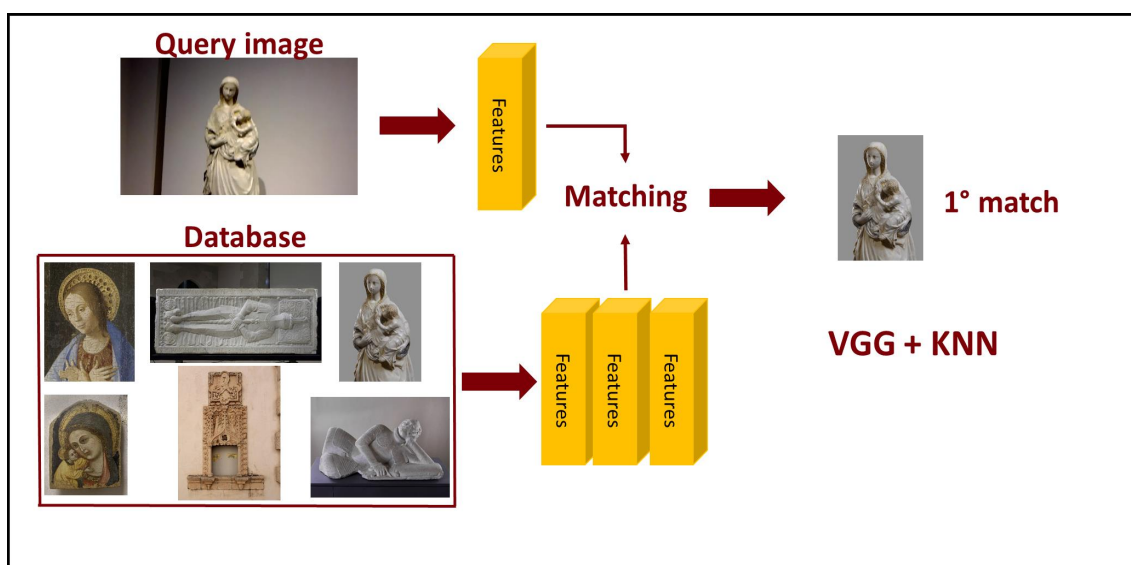 Query image
Features
Matching
1° match
Database
Features
Features
Features
VGG + KNN